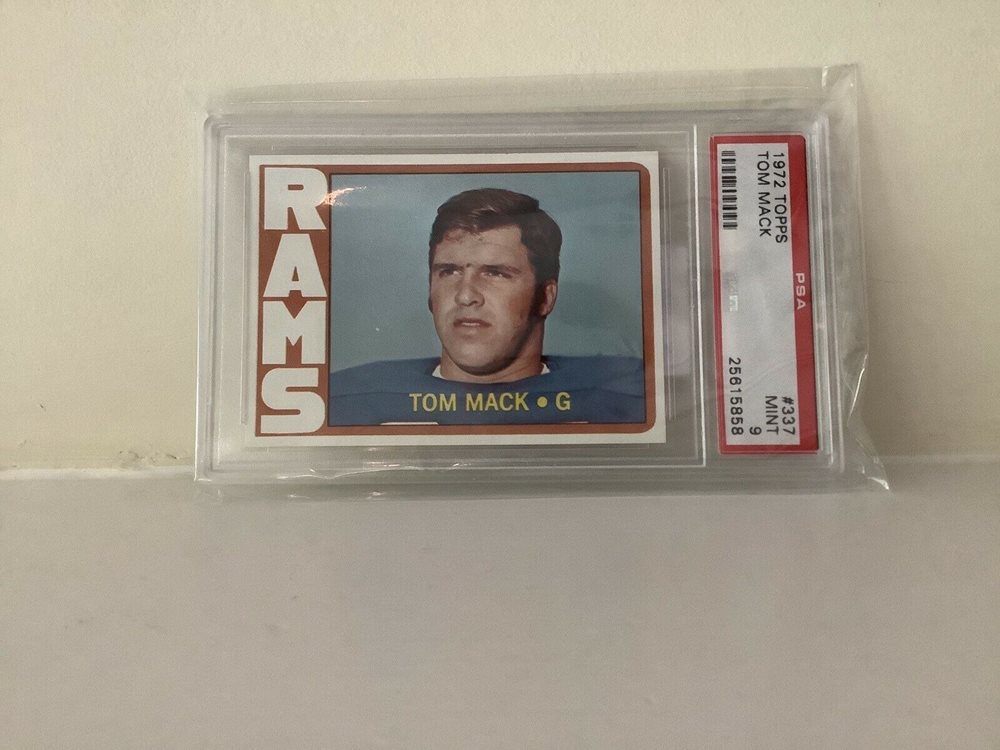 RAMS
TOM MACK • G
1972 TOPPS
TOM MACK
#337
MINT
9
25615858
PSA